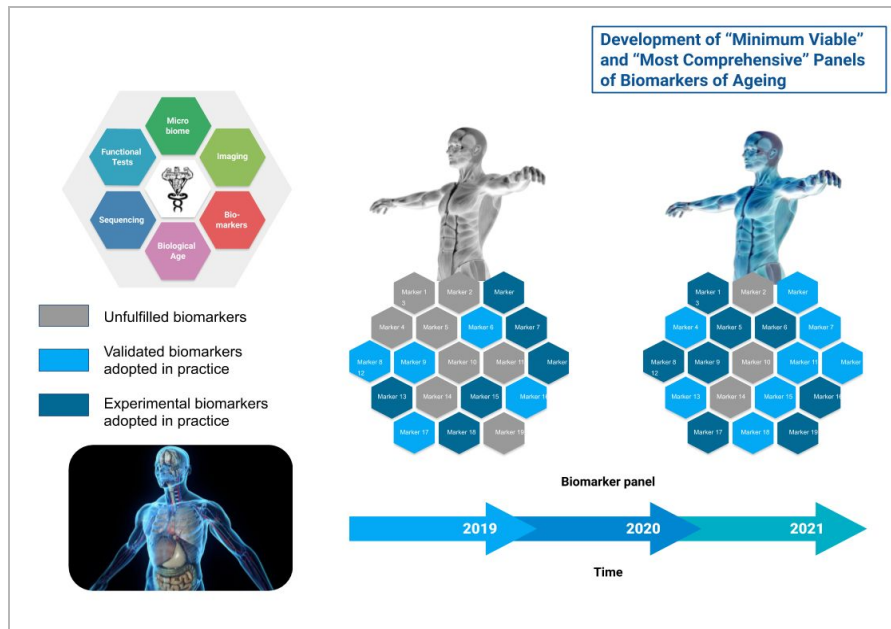 Development of “Minimum Viable”
and “Most Comprehensive” Panels
of Biomarkers of Ageing
Micro
biome
Functional
Tests
Imaging
Sequencing
Bio-
markers
Biological
Age
Unfulfilled biomarkers
Validated biomarkers
adopted in practice
Experimental biomarkers
adopted in practice
Marker 1
3
Marker 2
Marker
Marker 4
Marker 5
Marker 6
Marker 7
Marker 8
12
Marker 9
Marker 10
Marker 11
Marker
Marker 13
Marker 14
Marker 15
Marker 16
Marker 17
Marker 18
Marker 19
Marker 1
3
Marker 2
Marker
Marker 4
Marker 5
Marker 6
Marker 7
Marker 8
12
Marker 9
Marker 10
Marker 11
Marker
Marker 13
Marker 14
Marker 15
Marker 16
Marker 17
Marker 18
Marker 19
Biomarker panel
2019
2020
2021
Time